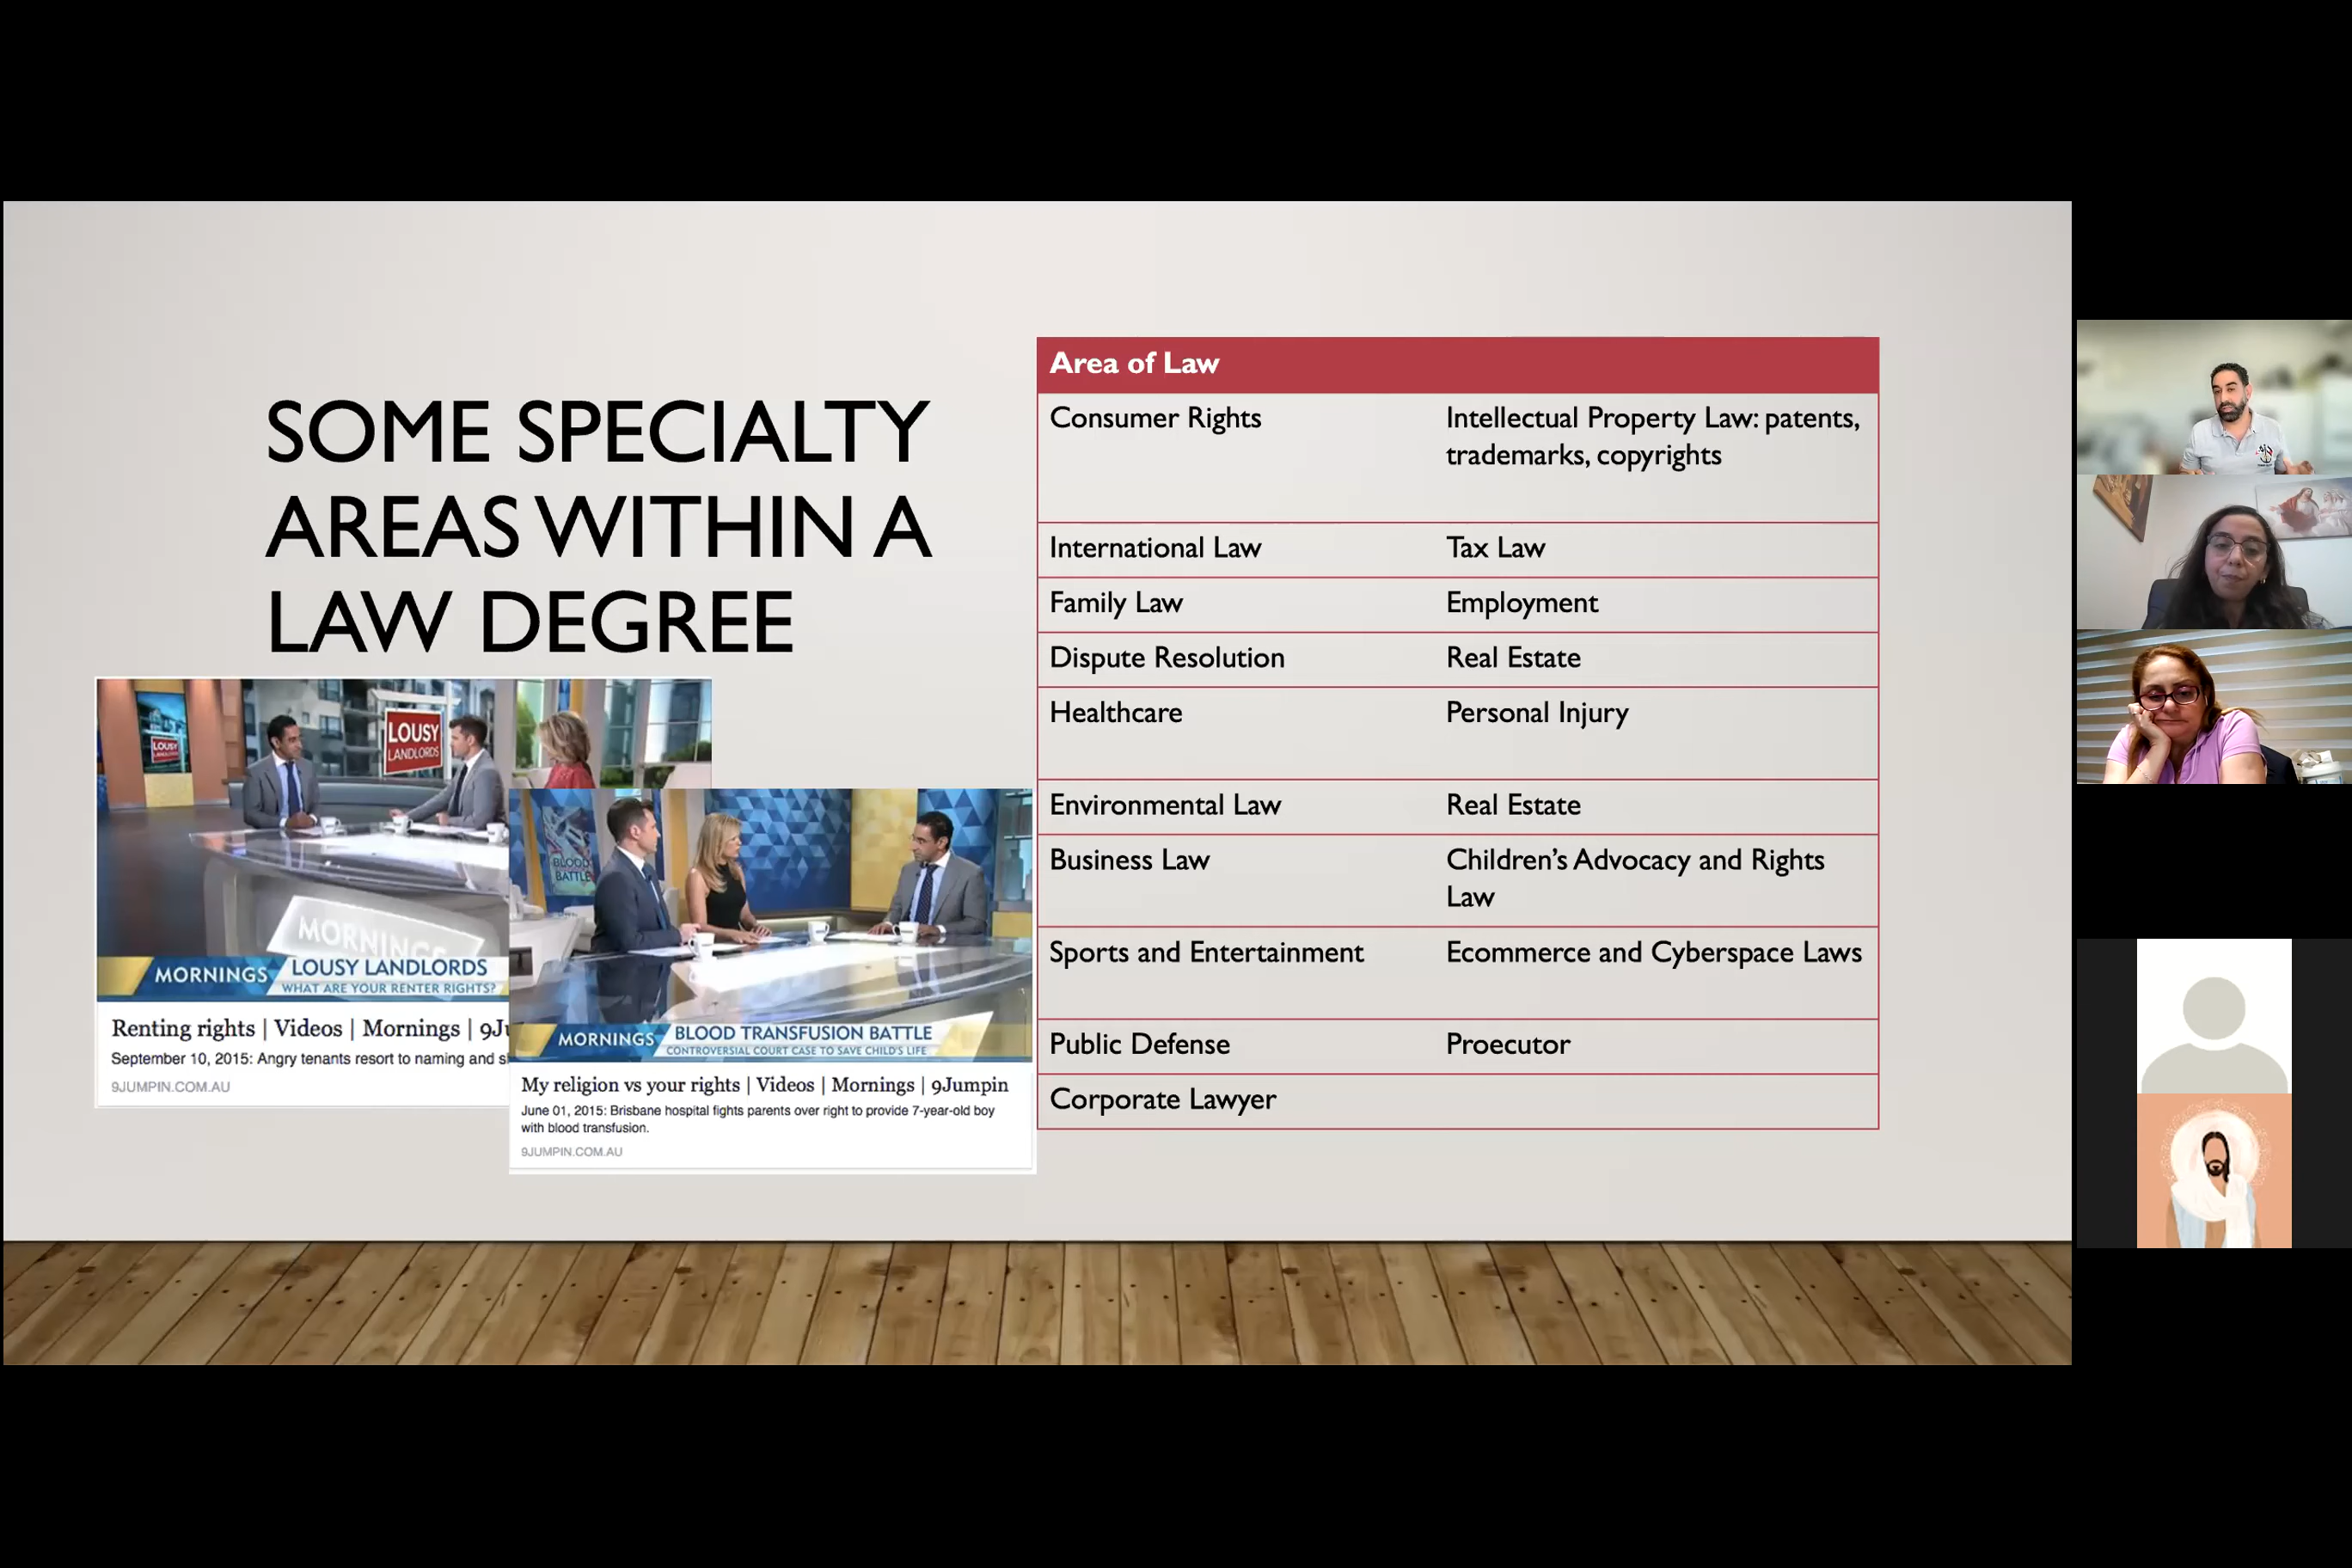 SOME SPECIALTY
AREAS WITHIN A
LAW DEGREE
LOUSY
LOUSY
LANDLORDS
MORNINGS
MORNINGS
LOUSY LANDLORDS
WHAT ARE YOUR RENTER RIGHTS?
Renting rights | Videos | Mornings | 9Ju
September 10, 2015: Angry tenants resort to naming and s
9JUMPIN.COM.AU
BLOOD
BATTLE
MORNINGS
BLOOD TRANSFUSION BATTLE
CONTROVERSIAL COURT CASE TO SAVE CHILD'S LIFE
My religion vs your rights | Videos | Mornings | 9Jumpin
June 01, 2015: Brisbane hospital fights parents over right to provide 7-year-old boy
with blood transfusion.
9JUMPIN.COM.AU
Area of Law
Consumer Rights
Intellectual Property Law: patents,
trademarks, copyrights
International Law
Tax Law
Family Law
Employment
Dispute Resolution
Real Estate
Healthcare
Personal Injury
Environmental Law
Real Estate
Business Law
Children's Advocacy and Rights
Law
Sports and Entertainment
Ecommerce and Cyberspace Laws
Public Defense
Proecutor
Corporate Lawyer